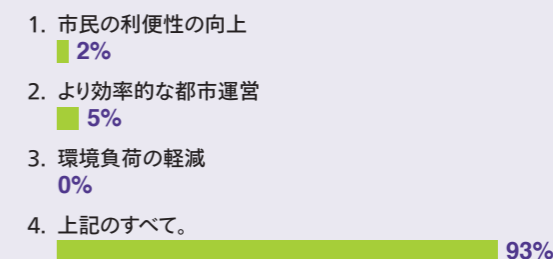 1. 市民の利便性の向上
2%
2. より効率的な都市運営
5%
3. 環境負荷の軽減
0%
4. 上記のすべて。
93%